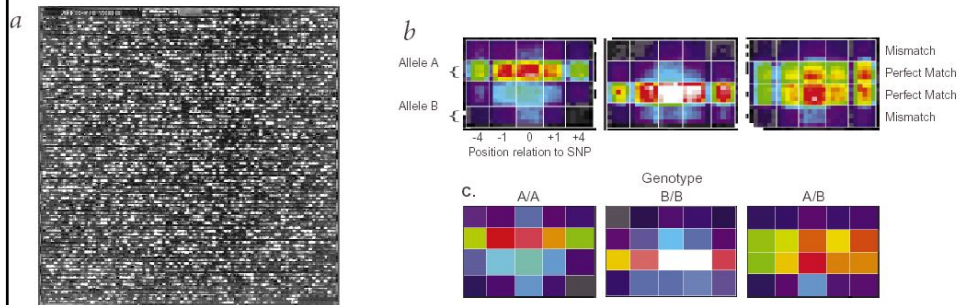 a
b
Allele A {
Allele B {
Mismatch
Perfect Match
Perfect Match
Mismatch
-4 -1 0 +1 +4
Position relation to SNP
c.
Genotype
A/A B/B A/B